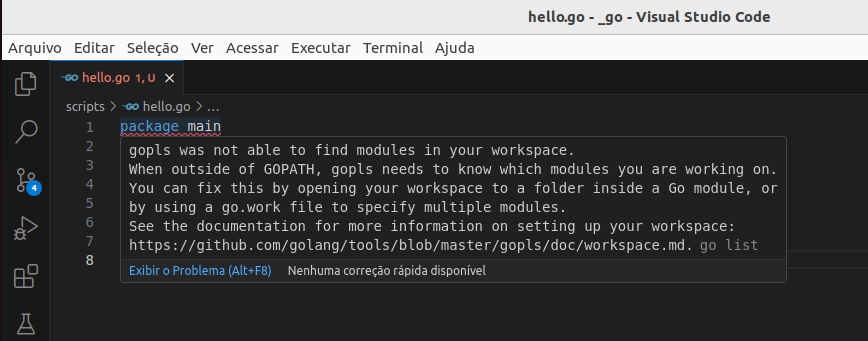 hello.go - _go - Visual Studio Code
Arquivo Editar Seleção Ver Acessar Executar Terminal Ajuda
GO hello.go 1, U
scripts > GO hello.go > ...
1 package main
2 gopls was not able to find modules in your workspace.
3 When outside of GOPATH, gopls needs to know which modules you are working on.
4 You can fix this by opening your workspace to a folder inside a Go module, or
5 by using a go.work file to specify multiple modules.
6 See the documentation for more information on setting up your workspace:
7 https://github.com/golang/tools/blob/master/gopls/doc/workspace.md. go list
8
Exibir o Problema (Alt+F8) Nenhuma correção rápida disponível
4